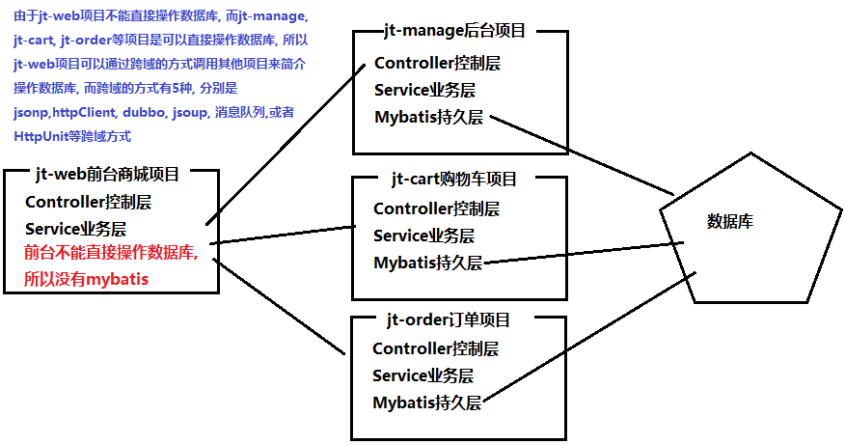 由于jt-web项目不能直接操作数据库, 而jt-manage,
jt-cart, jt-order等项目是可以直接操作数据库, 所以
jt-web项目可以通过跨域的方式调用其他项目来简介
操作数据库, 而跨域的方式有5种, 分别是
jsonp,httpClient, dubbo, jsoup, 消息队列,或者
HttpUnit等跨域方式
jt-web前台商城项目
Controller控制层
Service业务层
前台不能直接操作数据库,
所以没有mybatis
jt-manage后台项目
Controller控制层
Service业务层
Mybatis持久层
jt-cart购物车项目
Controller控制层
Service业务层
Mybatis持久层
jt-order订单项目
Controller控制层
Service业务层
Mybatis持久层
数据库